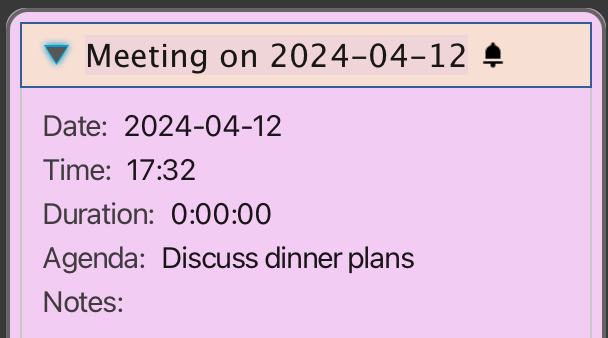 Meeting on 2024-04-12
Date: 2024-04-12
Time: 17:32
Duration: 0:00:00
Agenda: Discuss dinner plans
Notes: